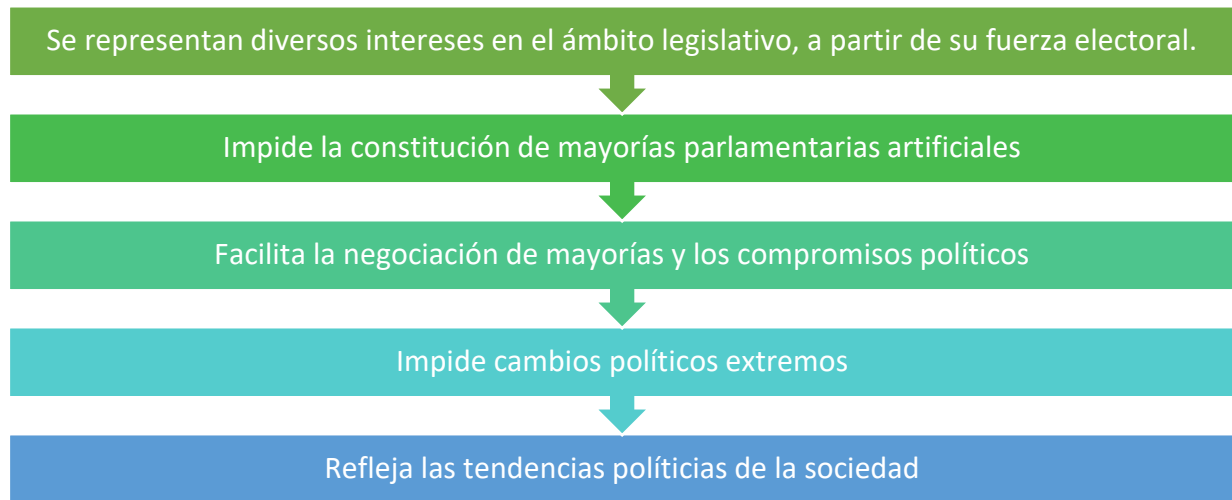 Se representan diversos intereses en el ámbito legislativo, a partir de su fuerza electoral.
Impide la constitución de mayorías parlamentarias artificiales
Facilita la negociación de mayorías y los compromisos políticos
Impide cambios políticos extremos
Refleja las tendencias políticias de la sociedad